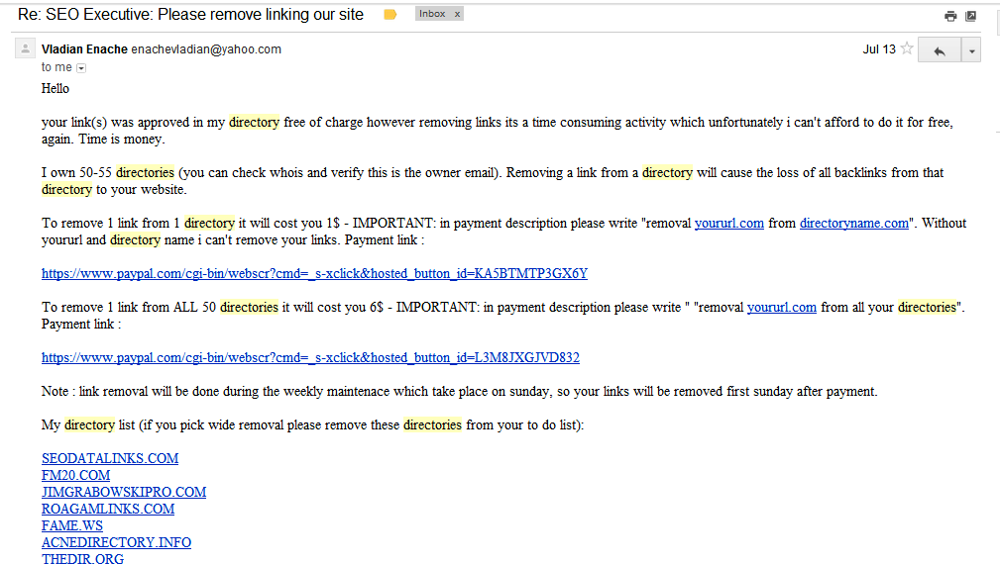 Re: SEO Executive: Please remove linking our site
Inbox x
Vladian Enache enachevladian@yahoo.com
Jul 13
to me
Hello
your link(s) was approved in my directory free of charge however removing links its a time consuming activity which unfortunately i can't afford to do it for free,
again. Time is money.
I own 50-55 directories (you can check whois and verify this is the owner email). Removing a link from a directory will cause the loss of all backlinks from that
directory to your website.
To remove 1 link from 1 directory it will cost you 1$ - IMPORTANT: in payment description please write "removal yoururl.com from directoryname.com". Without
yoururl and directory name i can't remove your links. Payment link :
https://www.paypal.com/cgi-bin/webscr?cmd=_s-xclick&hosted_button_id=KA5BTMTP3GX6Y
To remove 1 link from ALL 50 directories it will cost you 6$ - IMPORTANT: in payment description please write " "removal yoururl.com from all your directories".
Payment link :
https://www.paypal.com/cgi-bin/webscr?cmd=_s-xclick&hosted_button_id=L3M8JXGJVD832
Note : link removal will be done during the weekly maintenace which take place on sunday, so your links will be removed first sunday after payment.
My directory list (if you pick wide removal please remove these directories from your to do list):
SEODATALINKS.COM
FM20.COM
JIMGRABOWSKIPRO.COM
ROAGAMLINKS.COM
FAME.WS
ACNEDIRECTORY.INFO
THEDIR.ORG